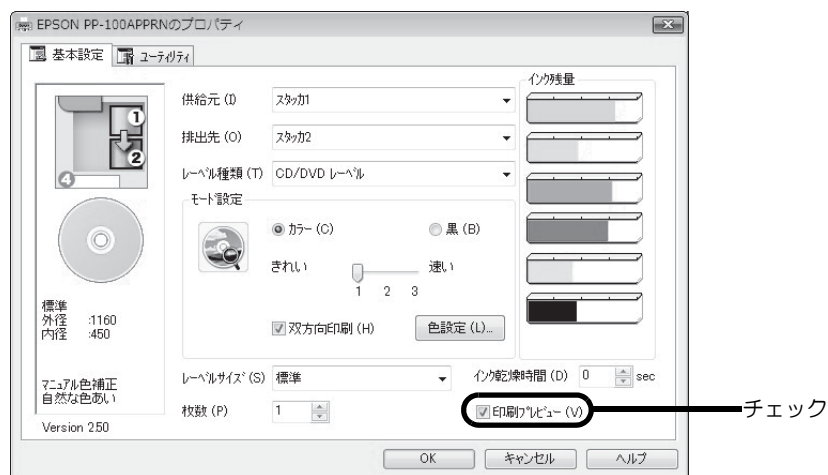 EPSON PP-100APPRNのプロパティ
基本設定 ユーティリティ
1
2
4
標準
外径 :1160
内径 :450
マニュアル色補正
自然な色あい
Version 2.50
供給元 (I) スタッカ1
排出先 (O) スタッカ2
レーベル種類 (T) CD/DVD レーベル
モード設定
カラー (C) 黒 (B)
きれい 速い
1 2 3
双方向印刷 (H) 色設定 (L)...
レーベルサイズ (S) 標準
枚数 (P) 1
インク残量
インク乾燥時間 (D) 0 sec
印刷プレビュー (V)
チェック
OK キャンセル ヘルプ